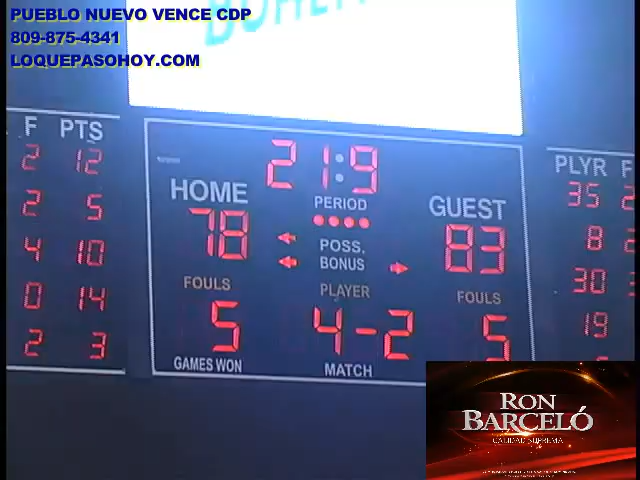 PUEBLO NUEVO VENCE CDP
809-875-4341
LOQUEPASOHOY.COM
F PTS
2 12
2 5
4 10
0 14
2 3
21:9
HOME
PERIOD
GUEST
78
83
POSS.
BONUS
FOULS
PLAYER
FOULS
5
4-2
5
GAMES WON
MATCH
PLYR F
35 2
8
30
19
RON
BARCELÓ
CALIDAD SUPREMA